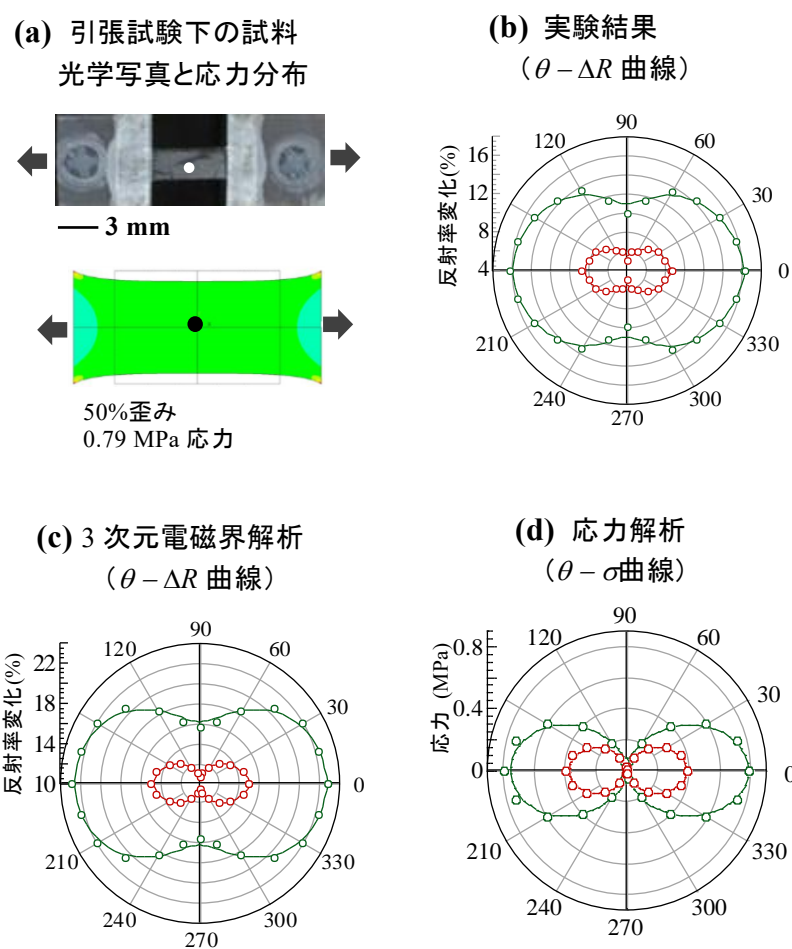 (a) 引張試験下の試料
光学写真と応力分布
3 mm
50%歪み
0.79 MPa 応力
(b) 実験結果
（θ − ΔR 曲線）
反射率変化(%)
16
12
8
4
90
120
60
30
0
210
330
240
300
270
(c) 3 次元電磁界解析
（θ − ΔR 曲線）
反射率変化(%)
22
18
14
10
90
120
60
30
0
210
330
240
300
270
(d) 応力解析
（θ − σ曲線）
応力 (MPa)
0.8
0.4
0
90
120
60
30
0
210
330
240
300
270